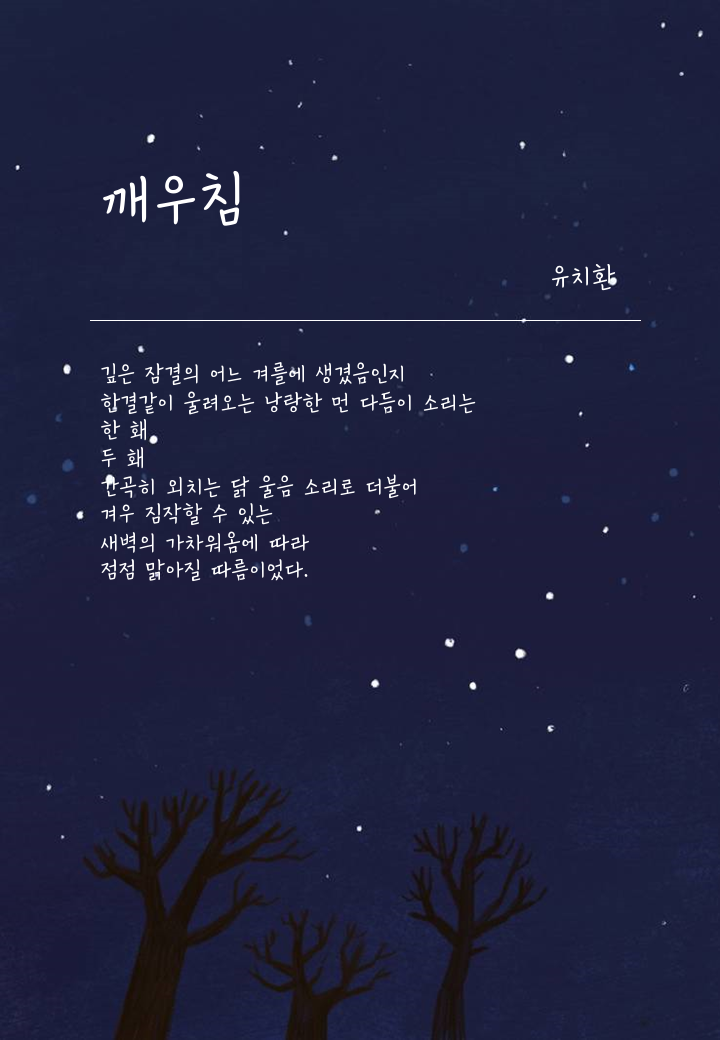 깨우침
유치환
깊은 잠결의 어느 겨를에 생겼음인지
한결같이 울려오는 낭랑한 먼 다듬이 소리는
한 홰
두 홰
간곡히 외치는 닭 울음 소리로 더불어
겨우 짐작할 수 있는
새벽의 가차워옴에 따라
점점 맑아질 따름이었다.